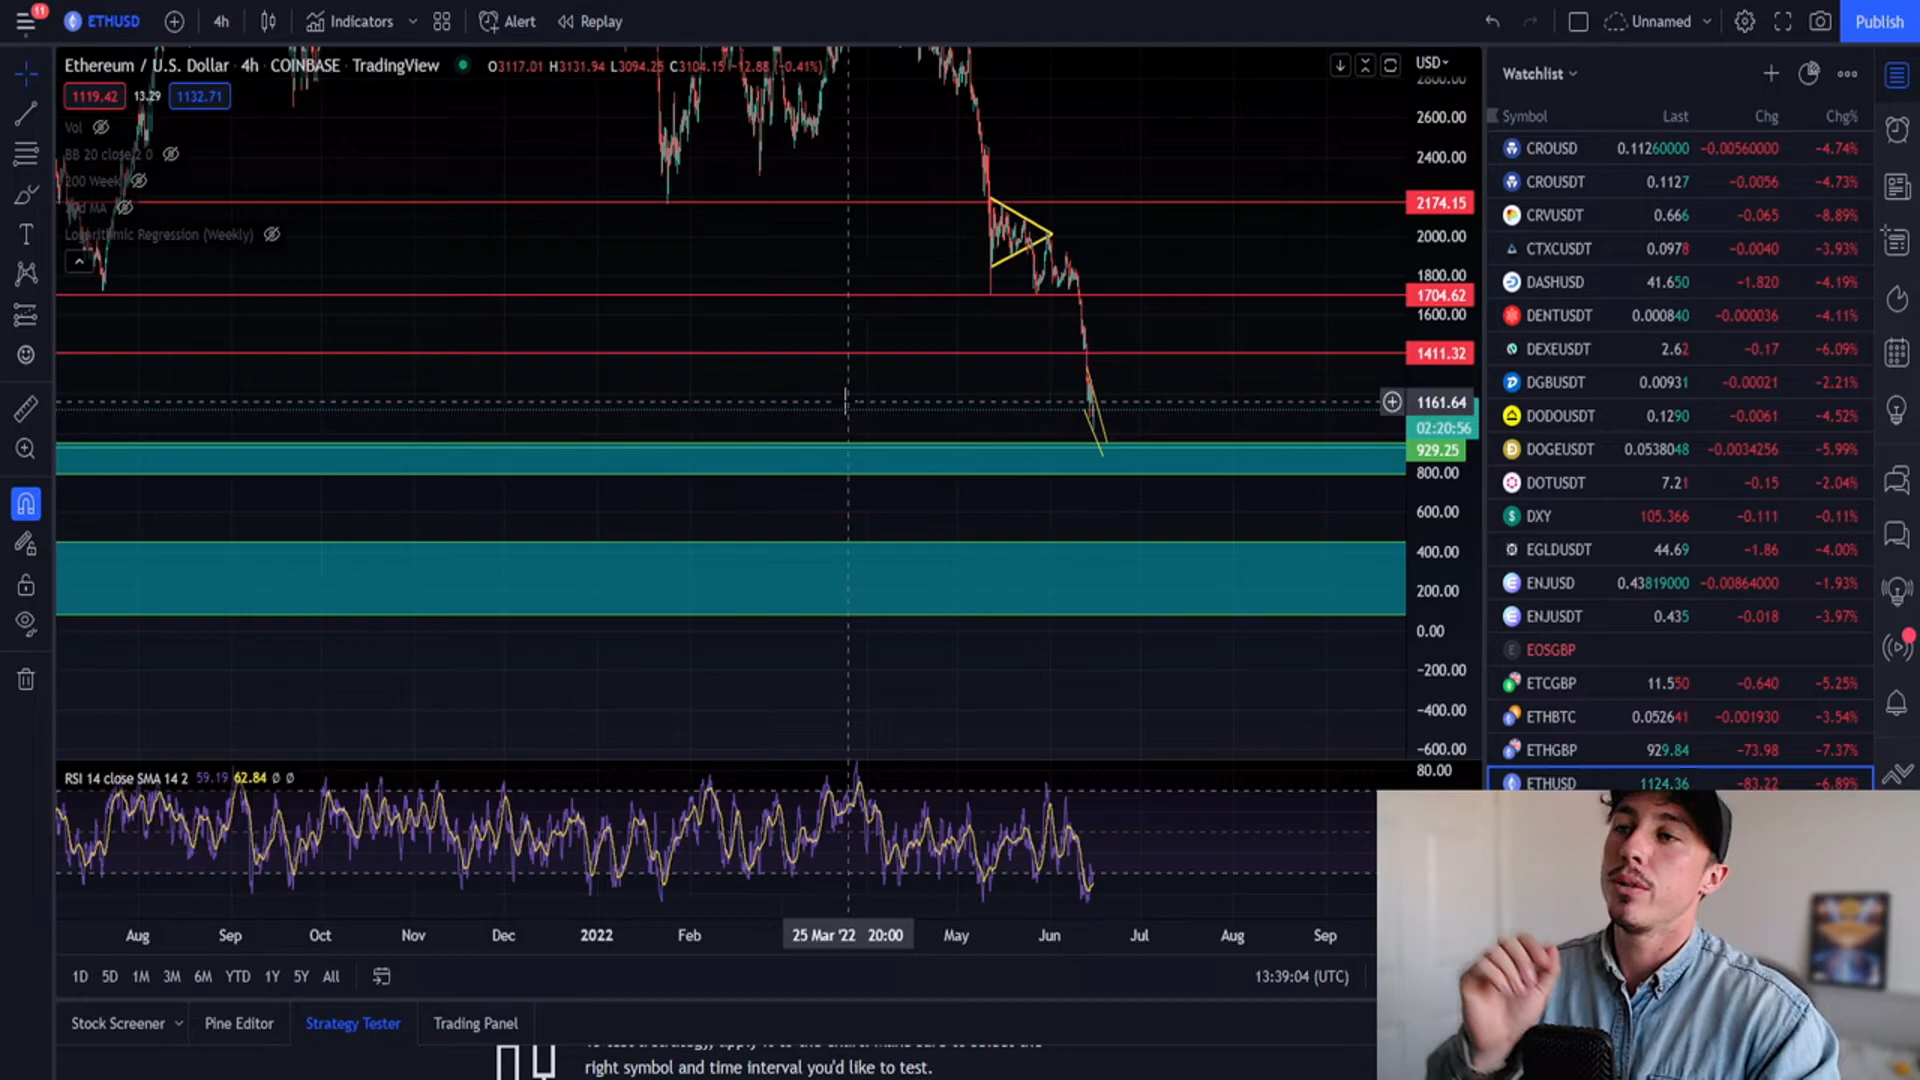 11 ETHUSD 4h Indicators Alert Replay Unnamed Publish
Ethereum / U.S. Dollar · 4h · COINBASE · TradingView O3117.01 H3131.94 L3094.25 C3104.15 −12.88 (−0.41%) USD
1119.42 13.29 1132.71
Vol
BB 20 close 2 0
200 Week
MA
Logarithmic Regression (Weekly)
2800.00
2600.00
2400.00
2174.15
2000.00
1800.00
1704.62
1600.00
1411.32
1161.64
02:20:56
929.25
800.00
600.00
400.00
200.00
0.00
−200.00
−400.00
−600.00
80.00
RSI 14 close SMA 14 2 59.19 62.84 ø ø
Aug Sep Oct Nov Dec 2022 Feb 25 Mar '22 20:00 May Jun Jul Aug Sep
1D 5D 1M 3M 6M YTD 1Y 5Y All 13:39:04 (UTC)
Stock Screener Pine Editor Strategy Tester Trading Panel
To test a strategy, apply it to the chart. Make sure to select the
right symbol and time interval you'd like to test.
Watchlist
Symbol Last Chg Chg%
CROUSD 0.11260000 −0.00560000 −4.74%
CROUSDT 0.1127 −0.0056 −4.73%
CRVUSDT 0.666 −0.065 −8.89%
CTXCUSDT 0.0978 −0.0040 −3.93%
DASHUSD 41.650 −1.820 −4.19%
DENTUSDT 0.000840 −0.000036 −4.11%
DEXEUSDT 2.62 −0.17 −6.09%
DGBUSDT 0.00931 −0.00021 −2.21%
DODOUSDT 0.1290 −0.0061 −4.52%
DOGEUSDT 0.0538048 −0.0034256 −5.99%
DOTUSDT 7.21 −0.15 −2.04%
DXY 105.366 −0.111 −0.11%
EGLDUSDT 44.69 −1.86 −4.00%
ENJUSD 0.43819000 −0.00864000 −1.93%
ENJUSDT 0.435 −0.018 −3.97%
EOSGBP
ETCGBP 11.550 −0.640 −5.25%
ETHBTC 0.052641 −0.001930 −3.54%
ETHGBP 929.84 −73.98 −7.37%
ETHUSD 1124.36 −83.22 −6.89%